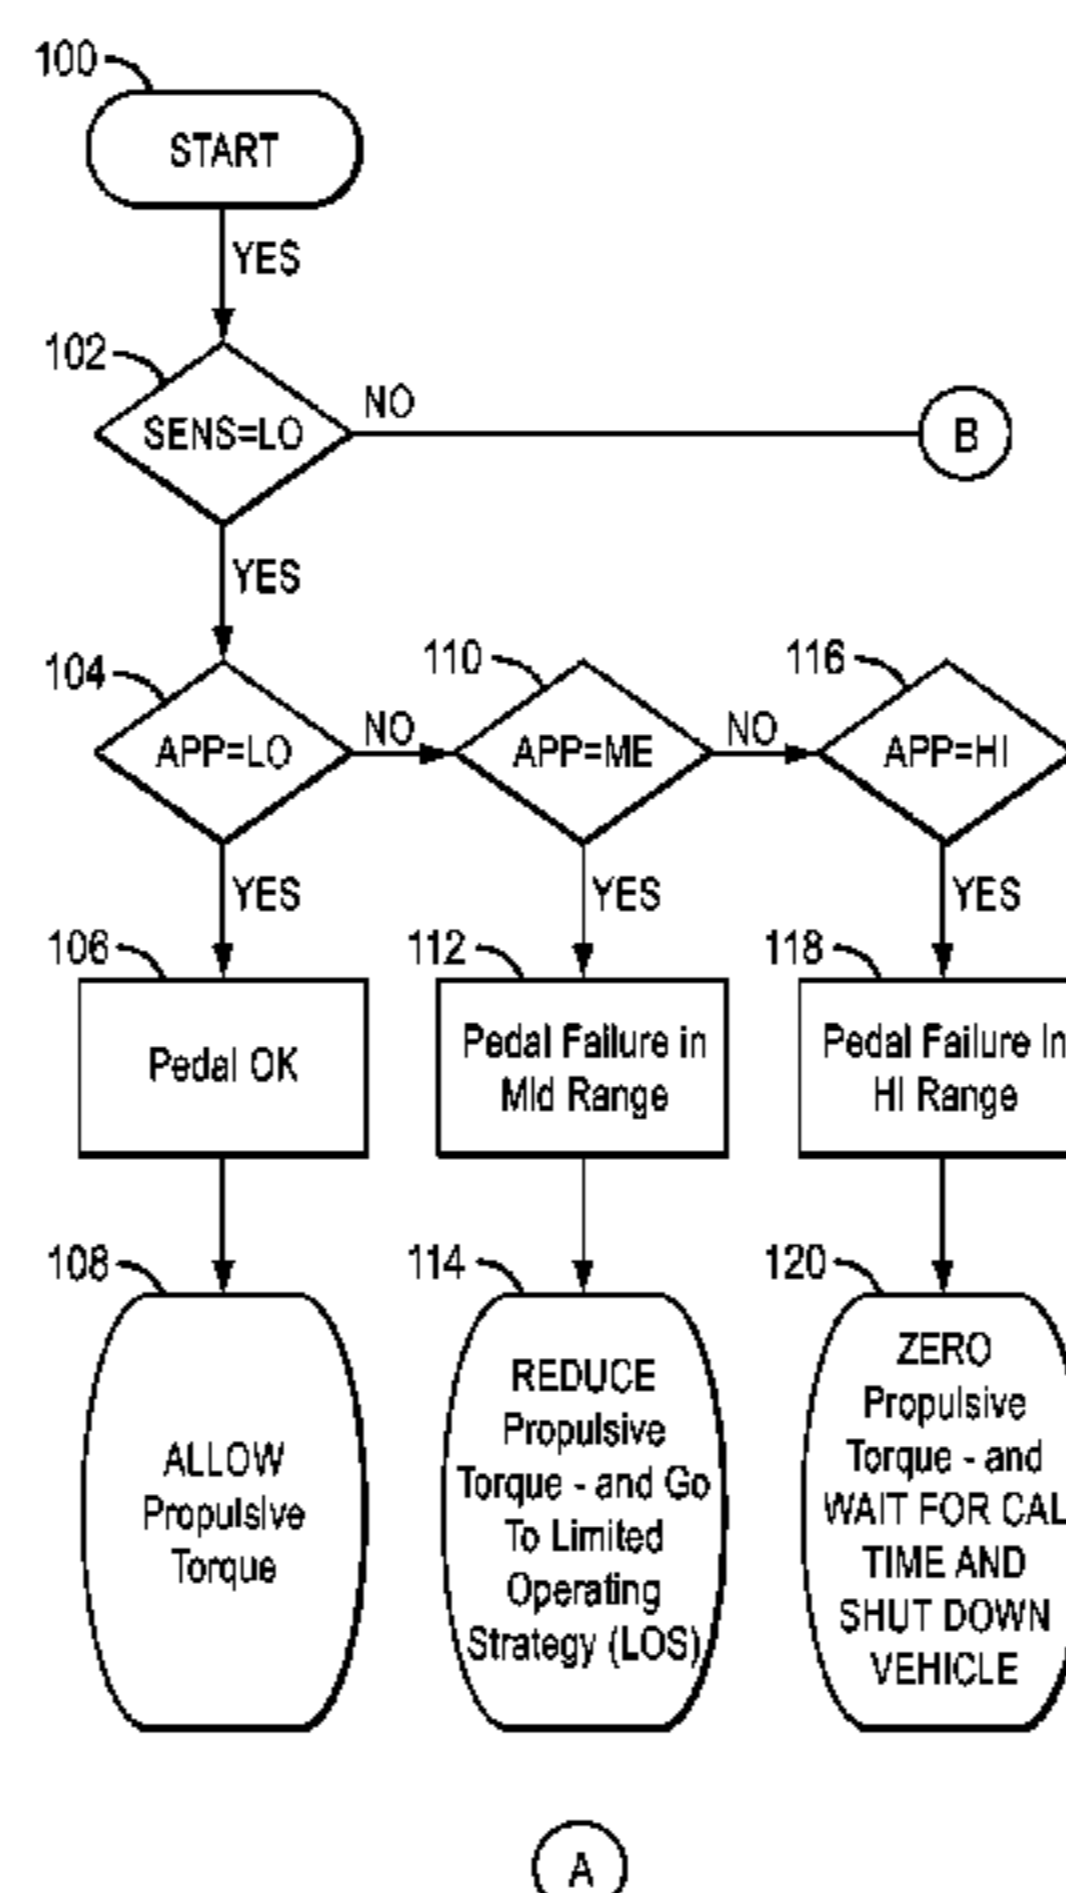 100
START
YES
102
SENS=LO
NO
B
YES
104
APP=LO
NO
110
APP=ME
NO
116
APP=HI
YES
YES
YES
106
Pedal OK
112
Pedal Failure in
Mid Range
118
Pedal Failure In
HI Range
108
ALLOW
Propulsive
Torque
114
REDUCE
Propulsive
Torque - and Go
To Limited
Operating
Strategy (LOS)
120
ZERO
Propulsive
Torque - and
WAIT FOR CAL
TIME AND
SHUT DOWN
VEHICLE
A